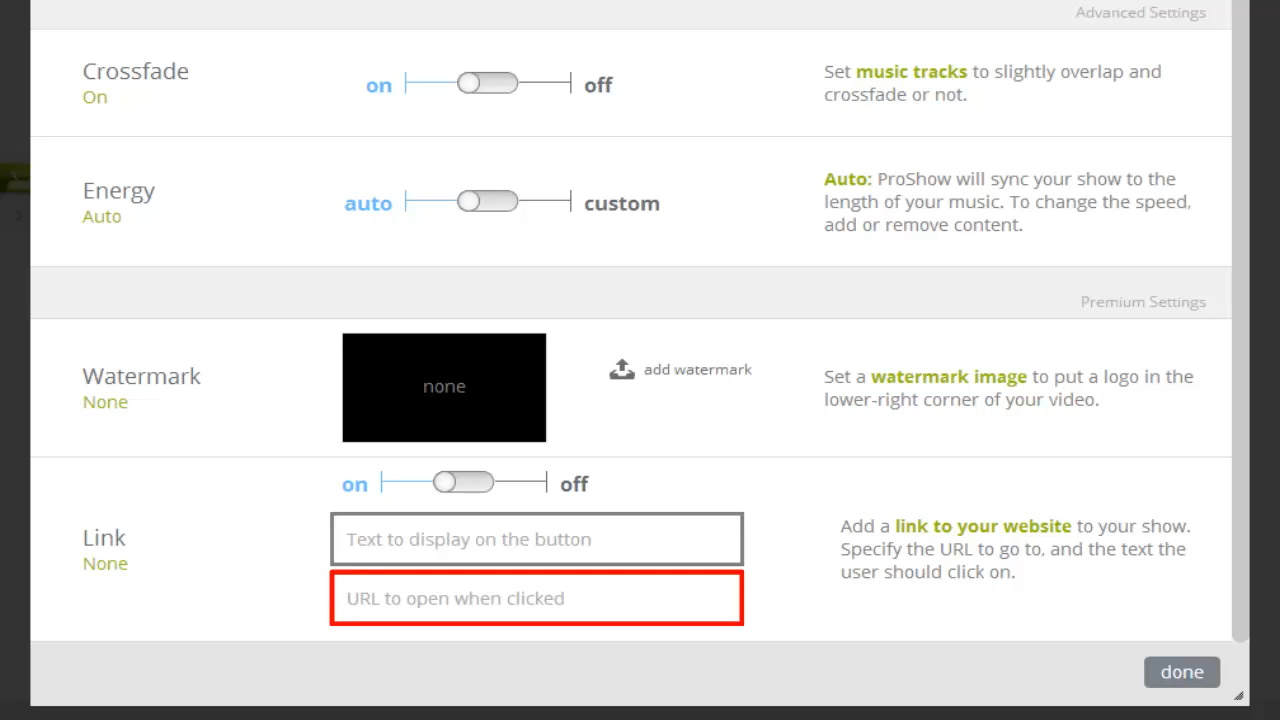 Advanced Settings
Crossfade
On
on
off
Set music tracks to slightly overlap and
crossfade or not.
Energy
Auto
auto
custom
Auto: ProShow will sync your show to the
length of your music. To change the speed,
add or remove content.
Premium Settings
Watermark
None
none
add watermark
Set a watermark image to put a logo in the
lower-right corner of your video.
Link
None
on
off
Text to display on the button
URL to open when clicked
Add a link to your website to your show.
Specify the URL to go to, and the text the
user should click on.
done